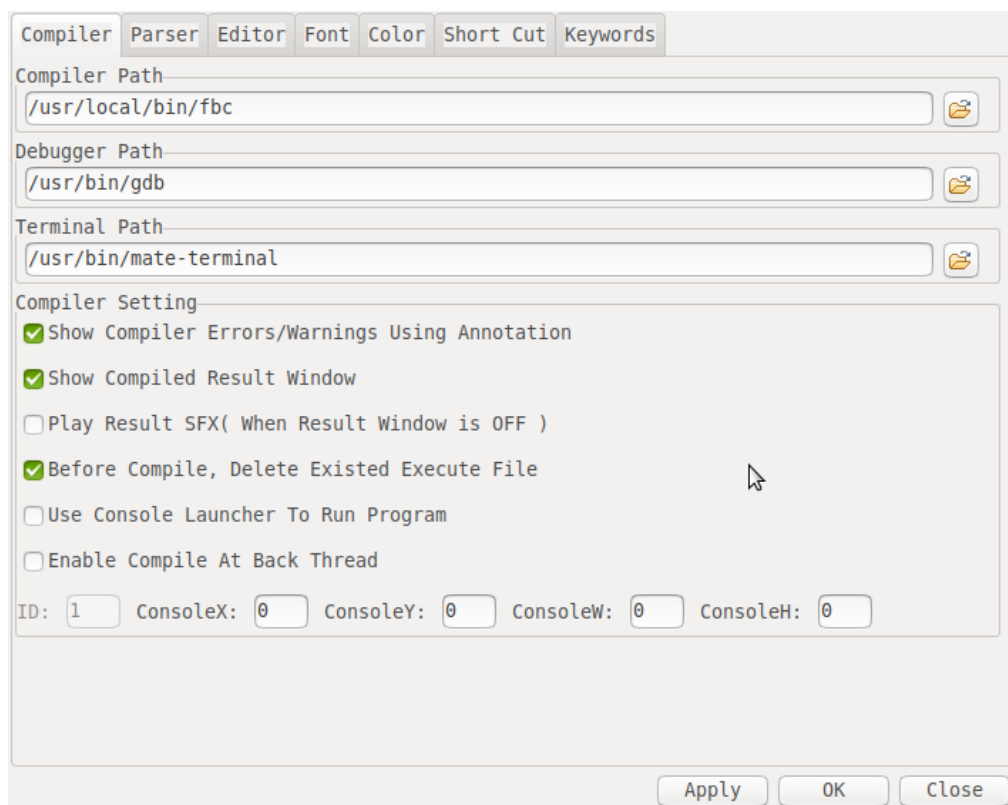 Compiler Parser Editor Font Color Short Cut Keywords
Compiler Path
/usr/local/bin/fbc
Debugger Path
/usr/bin/gdb
Terminal Path
/usr/bin/mate-terminal
Compiler Setting
Show Compiler Errors/Warnings Using Annotation
Show Compiled Result Window
Play Result SFX( When Result Window is OFF )
Before Compile, Delete Existed Execute File
Use Console Launcher To Run Program
Enable Compile At Back Thread
ID: 1 ConsoleX: 0 ConsoleY: 0 ConsoleW: 0 ConsoleH: 0
Apply OK Close